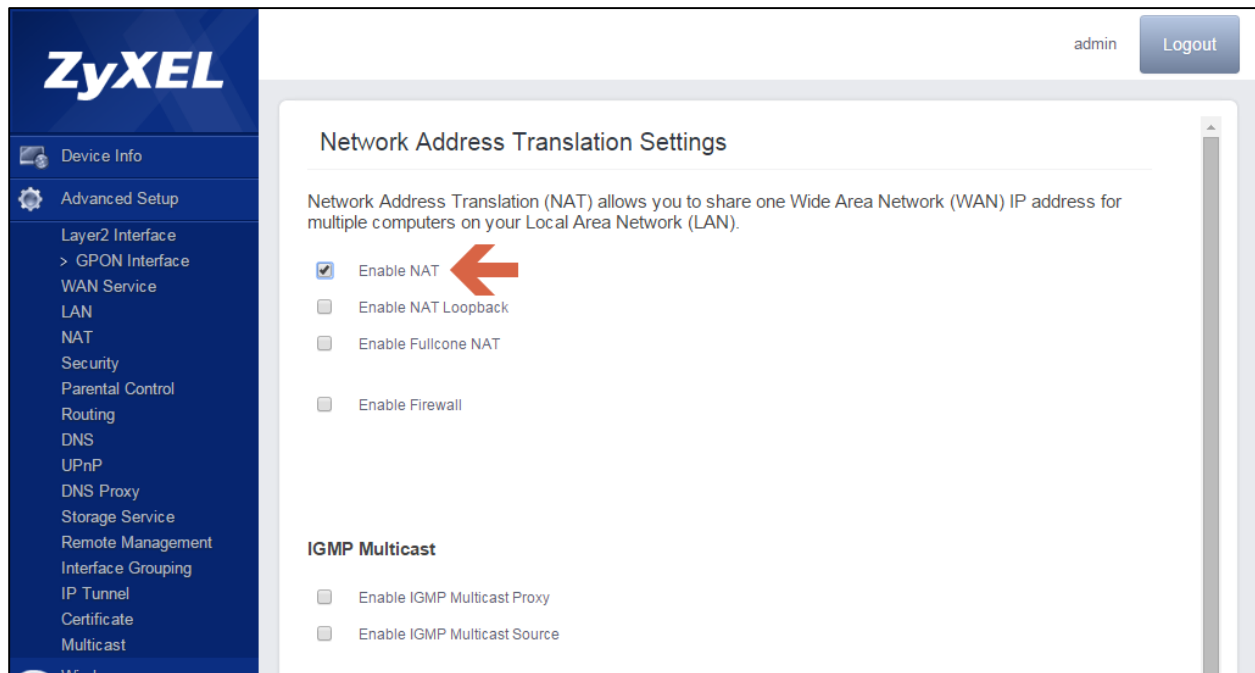 ZyXEL
admin
Logout
Device Info
Advanced Setup
Layer2 Interface
> GPON Interface
WAN Service
LAN
NAT
Security
Parental Control
Routing
DNS
UPnP
DNS Proxy
Storage Service
Remote Management
Interface Grouping
IP Tunnel
Certificate
Multicast
Network Address Translation Settings
Network Address Translation (NAT) allows you to share one Wide Area Network (WAN) IP address for
multiple computers on your Local Area Network (LAN).
Enable NAT
Enable NAT Loopback
Enable Fullcone NAT
Enable Firewall
IGMP Multicast
Enable IGMP Multicast Proxy
Enable IGMP Multicast Source